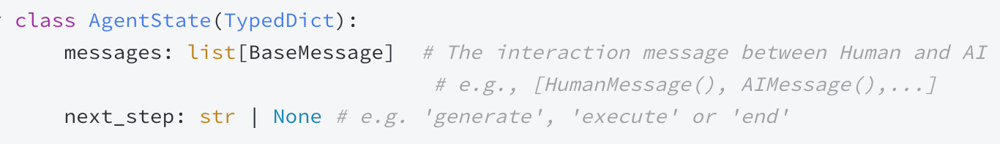 class AgentState(TypedDict):
    messages: list[BaseMessage]  # The interaction message between Human and AI
                                 # e.g., [HumanMessage(), AIMessage(),...]
    next_step: str | None # e.g. 'generate', 'execute' or 'end'